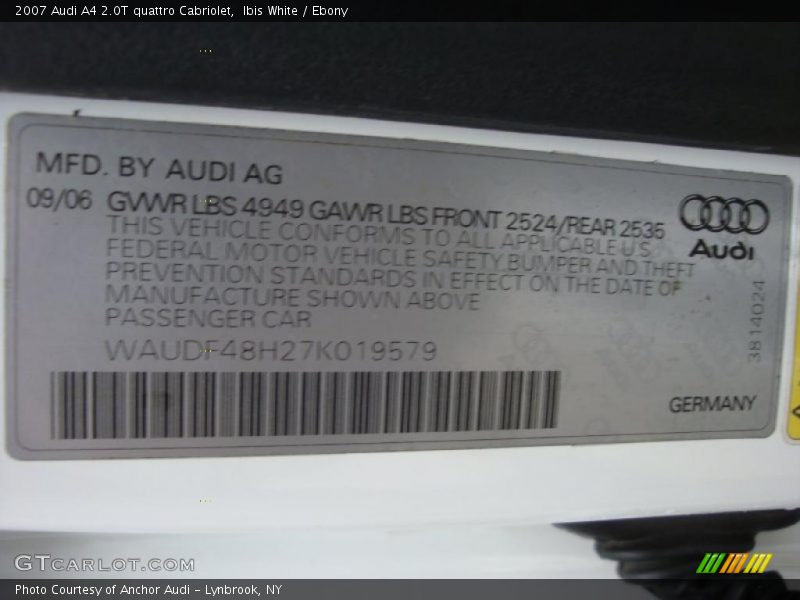 2007 Audi A4 2.0T quattro Cabriolet,  Ibis White / Ebony
MFD. BY AUDI AG
09/06 GVWR LBS 4949 GAWR LBS FRONT 2524/REAR 2535
THIS VEHICLE CONFORMS TO ALL APPLICABLE U.S.
FEDERAL MOTOR VEHICLE SAFETY BUMPER AND THEFT
PREVENTION STANDARDS IN EFFECT ON THE DATE OF
MANUFACTURE SHOWN ABOVE
PASSENGER CAR
WAUDF48H27K019579
Audi
3814024
GERMANY
GTCARLOT.COM
Photo Courtesy of Anchor Audi - Lynbrook, NY